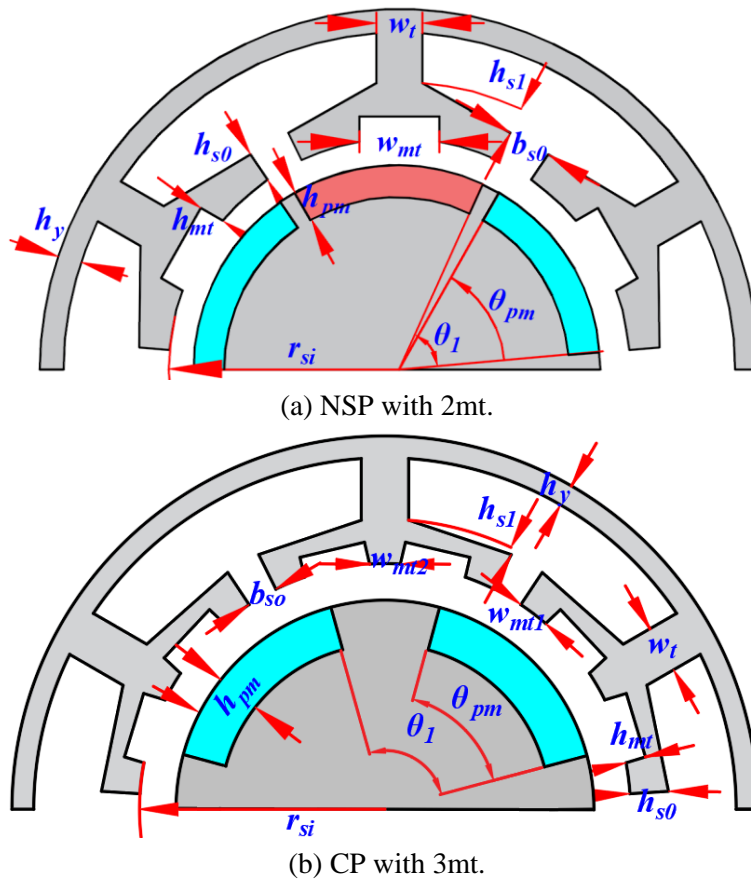 w_t
h_s1
h_s0
w_mt
b_s0
h_mt
h_pm
h_y
θ_pm
θ_1
r_si
(a) NSP with 2mt.
h_y
h_s1
w_mt2
b_so
w_mt1
w_t
h_pm
θ_pm
θ_1
h_mt
h_s0
r_si
(b) CP with 3mt.